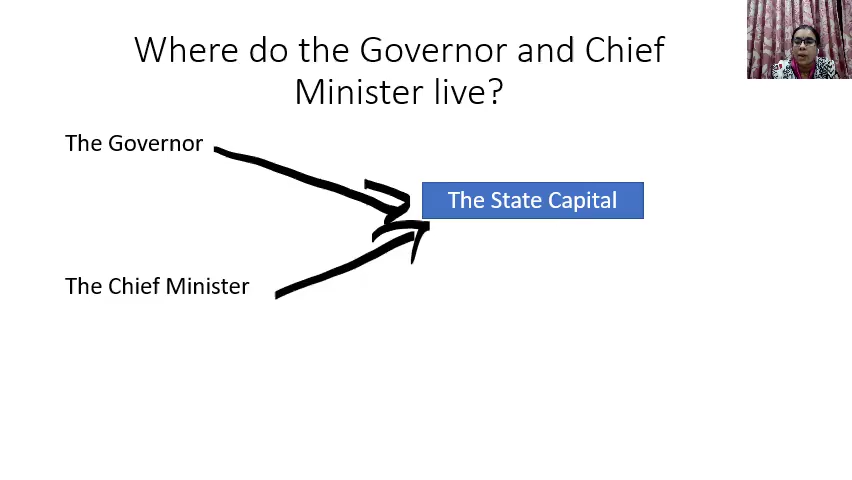 Where do the Governor and Chief
Minister live?
The Governor
The State Capital
The Chief Minister